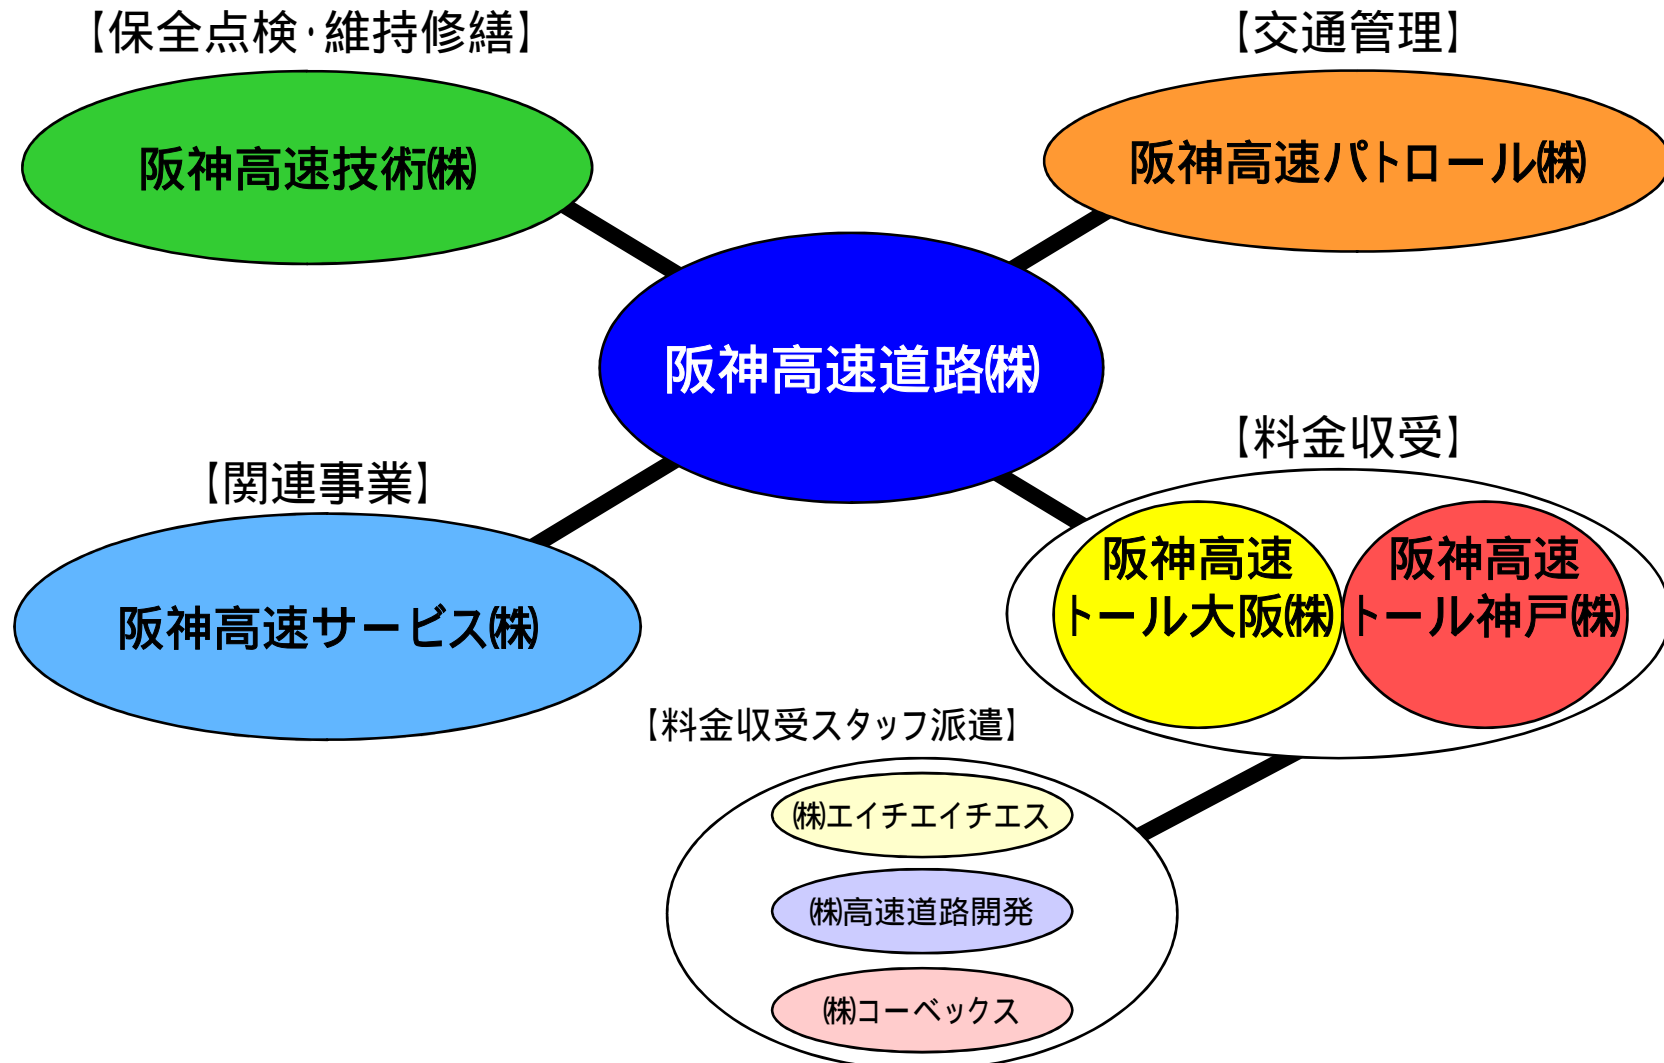 【保全点検･維持修繕】
【交通管理】
阪神高速技術㈱
阪神高速パトロール㈱
阪神高速道路㈱
【関連事業】
【料金収受】
阪神高速サービス㈱
阪神高速
トール大阪㈱
阪神高速
トール神戸㈱
【料金収受スタッフ派遣】
㈱エイチエイチエス
㈱高速道路開発
㈱コーベックス